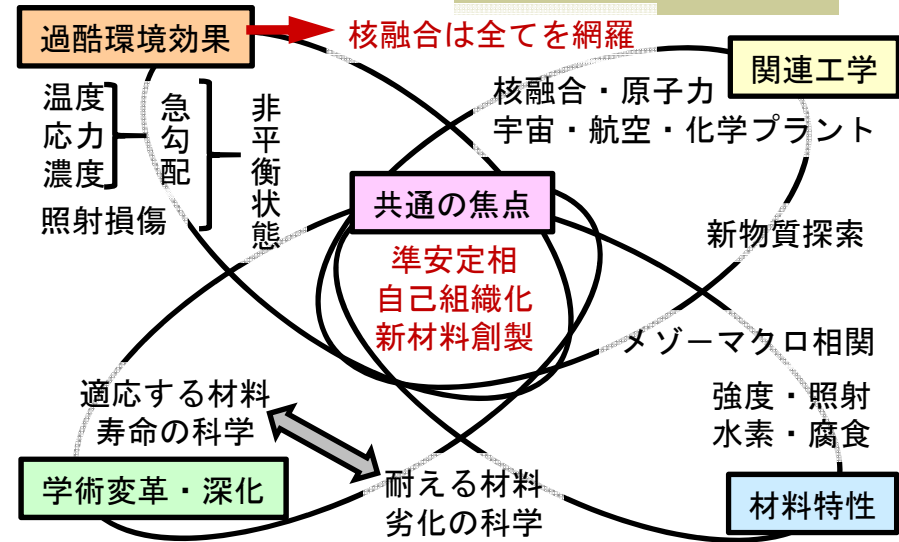 過酷環境効果
核融合は全てを網羅
関連工学
温度
応力
濃度
急勾配
非平衡状態
照射損傷
核融合・原子力
宇宙・航空・化学プラント
共通の焦点
準安定相
自己組織化
新材料創製
新物質探索
メゾーマクロ相関
強度・照射
水素・腐食
適応する材料
寿命の科学
学術変革・深化
耐える材料
劣化の科学
材料特性